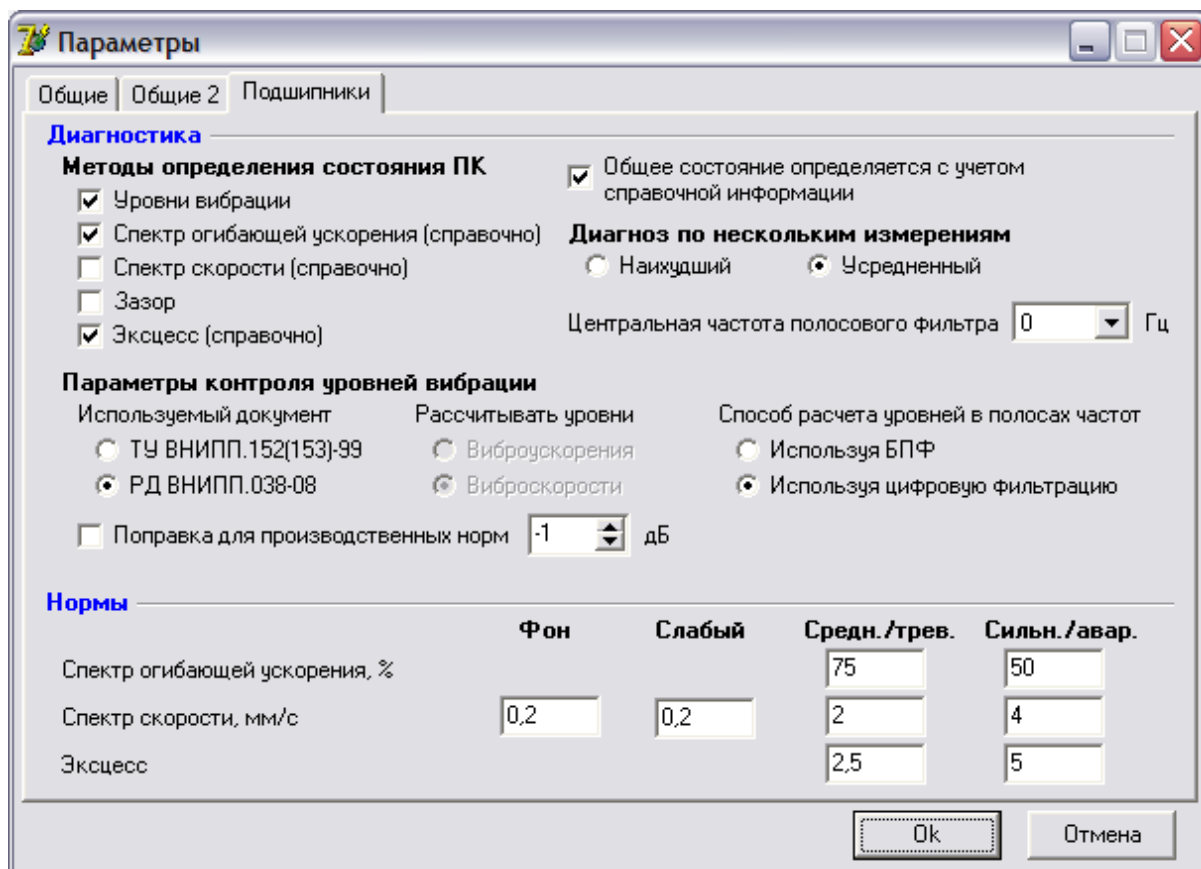 Параметры
Общие Общие 2 Подшипники
Диагностика
Методы определения состояния ПК
Уровни вибрации
Спектр огибающей ускорения (справочно)
Спектр скорости (справочно)
Зазор
Эксцесс (справочно)
Общее состояние определяется с учетом
справочной информации
Диагноз по нескольким измерениям
Наихудший Усредненный
Центральная частота полосового фильтра 0 Гц
Параметры контроля уровней вибрации
Используемый документ Рассчитывать уровни Способ расчета уровней в полосах частот
ТУ ВНИПП.152(153)-99 Виброускорения Используя БПФ
РД ВНИПП.038-08 Виброскорости Используя цифровую фильтрацию
Поправка для производственных норм -1 дБ
Нормы
Фон Слабый Средн./трев. Сильн./авар.
Спектр огибающей ускорения, % 75 50
Спектр скорости, мм/с 0,2 0,2 2 4
Эксцесс 2,5 5
Ok Отмена